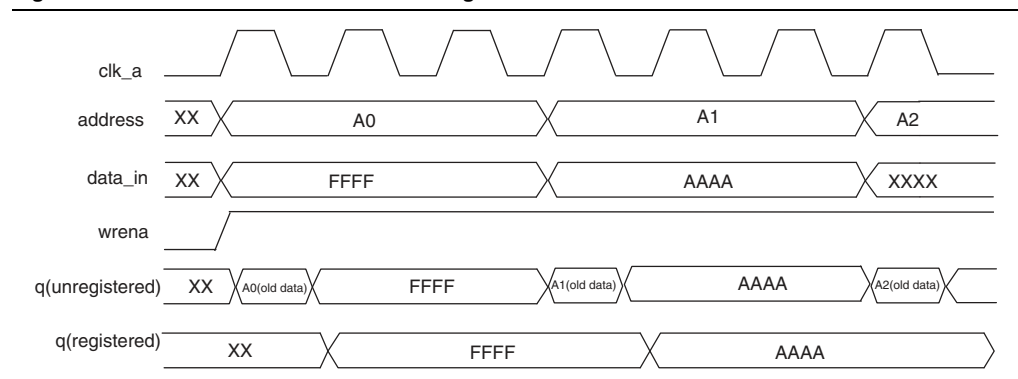 clk_a
address XX A0 A1 A2
data_in XX FFFF AAAA XXXX
wrena
q(unregistered) XX A0(old data) FFFF A1(old data) AAAA A2(old data)
q(registered) XX FFFF AAAA